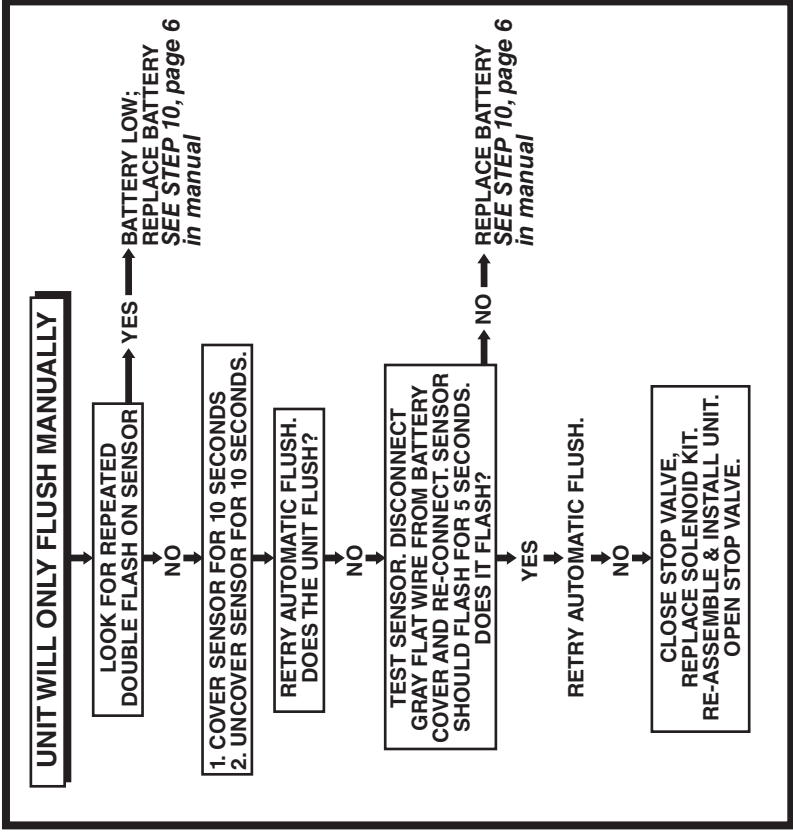 UNIT WILL ONLY FLUSH MANUALLY
LOOK FOR REPEATED
DOUBLE FLASH ON SENSOR
YES
BATTERY LOW;
REPLACE BATTERY
SEE STEP 10, page 6
in manual
NO
1. COVER SENSOR FOR 10 SECONDS
2. UNCOVER SENSOR FOR 10 SECONDS.
RETRY AUTOMATIC FLUSH.
DOES THE UNIT FLUSH?
NO
TEST SENSOR. DISCONNECT
GRAY FLAT WIRE FROM BATTERY
COVER AND RE-CONNECT. SENSOR
SHOULD FLASH FOR 5 SECONDS.
DOES IT FLASH?
NO
REPLACE BATTERY
SEE STEP 10, page 6
in manual
YES
RETRY AUTOMATIC FLUSH.
NO
CLOSE STOP VALVE,
REPLACE SOLENOID KIT.
RE-ASSEMBLE & INSTALL UNIT.
OPEN STOP VALVE.